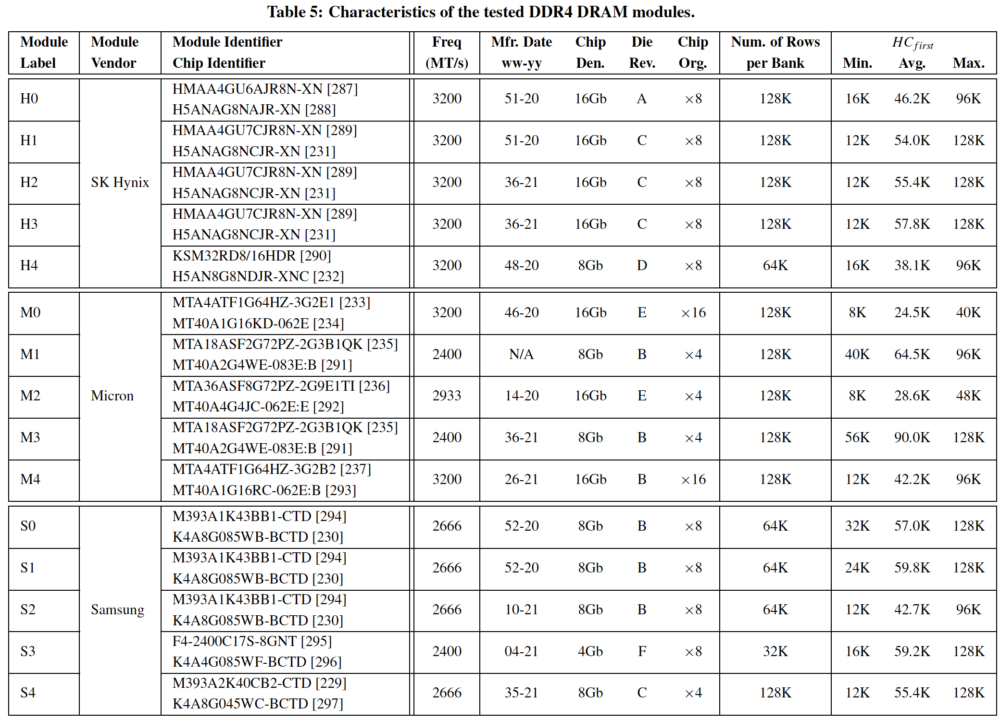 Table 5: Characteristics of the tested DDR4 DRAM modules.
Module Label | Module Vendor | Module Identifier Chip Identifier | Freq (MT/s) | Mfr. Date ww-yy | Chip Den. | Die Rev. | Chip Org. | Num. of Rows per Bank | HCfirst Min. Avg. Max.
H0 | SK Hynix | HMAA4GU6AJR8N-XN [287] H5ANAG8NAJR-XN [288] | 3200 | 51-20 | 16Gb | A | ×8 | 128K | 16K | 46.2K | 96K
H1 | HMAA4GU7CJR8N-XN [289] H5ANAG8NCJR-XN [231] | 3200 | 51-20 | 16Gb | C | ×8 | 128K | 12K | 54.0K | 128K
H2 | HMAA4GU7CJR8N-XN [289] H5ANAG8NCJR-XN [231] | 3200 | 36-21 | 16Gb | C | ×8 | 128K | 12K | 55.4K | 128K
H3 | HMAA4GU7CJR8N-XN [289] H5ANAG8NCJR-XN [231] | 3200 | 36-21 | 16Gb | C | ×8 | 128K | 12K | 57.8K | 128K
H4 | KSM32RD8/16HDR [290] H5AN8G8NDJR-XNC [232] | 3200 | 48-20 | 8Gb | D | ×8 | 64K | 16K | 38.1K | 96K
M0 | Micron | MTA4ATF1G64HZ-3G2E1 [233] MT40A1G16KD-062E [234] | 3200 | 46-20 | 16Gb | E | ×16 | 128K | 8K | 24.5K | 40K
M1 | MTA18ASF2G72PZ-2G3B1QK [235] MT40A2G4WE-083E:B [291] | 2400 | N/A | 8Gb | B | ×4 | 128K | 40K | 64.5K | 96K
M2 | MTA36ASF8G72PZ-2G9E1TI [236] MT40A4G4JC-062E:E [292] | 2933 | 14-20 | 16Gb | E | ×4 | 128K | 8K | 28.6K | 48K
M3 | MTA18ASF2G72PZ-2G3B1QK [235] MT40A2G4WE-083E:B [291] | 2400 | 36-21 | 8Gb | B | ×4 | 128K | 56K | 90.0K | 128K
M4 | MTA4ATF1G64HZ-3G2B2 [237] MT40A1G16RC-062E:B [293] | 3200 | 26-21 | 16Gb | B | ×16 | 128K | 12K | 42.2K | 96K
S0 | Samsung | M393A1K43BB1-CTD [294] K4A8G085WB-BCTD [230] | 2666 | 52-20 | 8Gb | B | ×8 | 64K | 32K | 57.0K | 128K
S1 | M393A1K43BB1-CTD [294] K4A8G085WB-BCTD [230] | 2666 | 52-20 | 8Gb | B | ×8 | 64K | 24K | 59.8K | 128K
S2 | M393A1K43BB1-CTD [294] K4A8G085WB-BCTD [230] | 2666 | 10-21 | 8Gb | B | ×8 | 64K | 12K | 42.7K | 96K
S3 | F4-2400C17S-8GNT [295] K4A4G085WF-BCTD [296] | 2400 | 04-21 | 4Gb | F | ×8 | 32K | 16K | 59.2K | 128K
S4 | M393A2K40CB2-CTD [229] K4A8G045WC-BCTD [297] | 2666 | 35-21 | 8Gb | C | ×4 | 128K | 12K | 55.4K | 128K